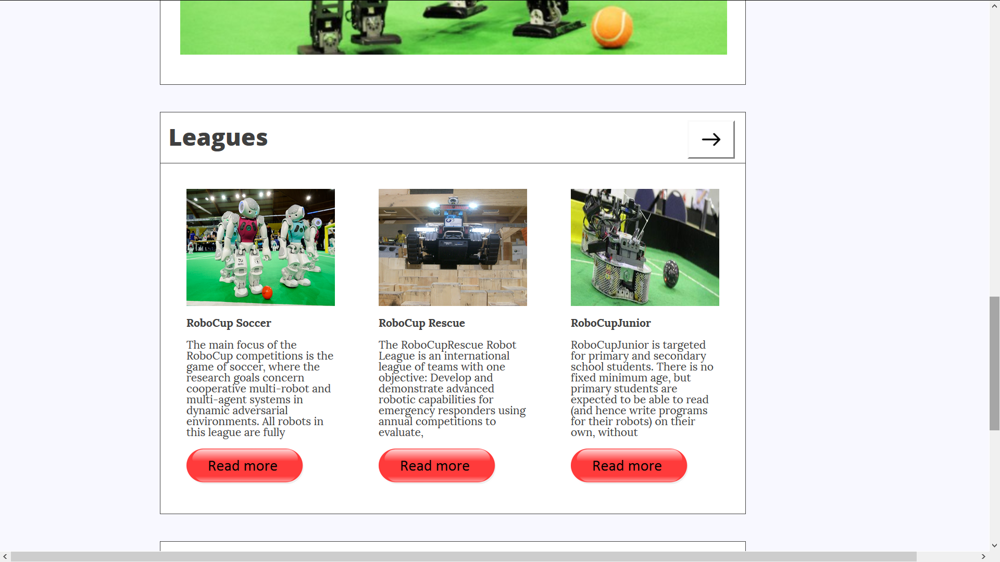 Leagues
RoboCup Soccer
The main focus of the
RoboCup competitions is the
game of soccer, where the
research goals concern
cooperative multi-robot and
multi-agent systems in
dynamic adversarial
environments. All robots in
this league are fully
Read more
RoboCup Rescue
The RoboCupRescue Robot
League is an international
league of teams with one
objective: Develop and
demonstrate advanced
robotic capabilities for
emergency responders using
annual competitions to
evaluate,
Read more
RoboCupJunior
RoboCupJunior is targeted
for primary and secondary
school students. There is no
fixed minimum age, but
primary students are
expected to be able to read
(and hence write programs
for their robots) on their
own, without
Read more